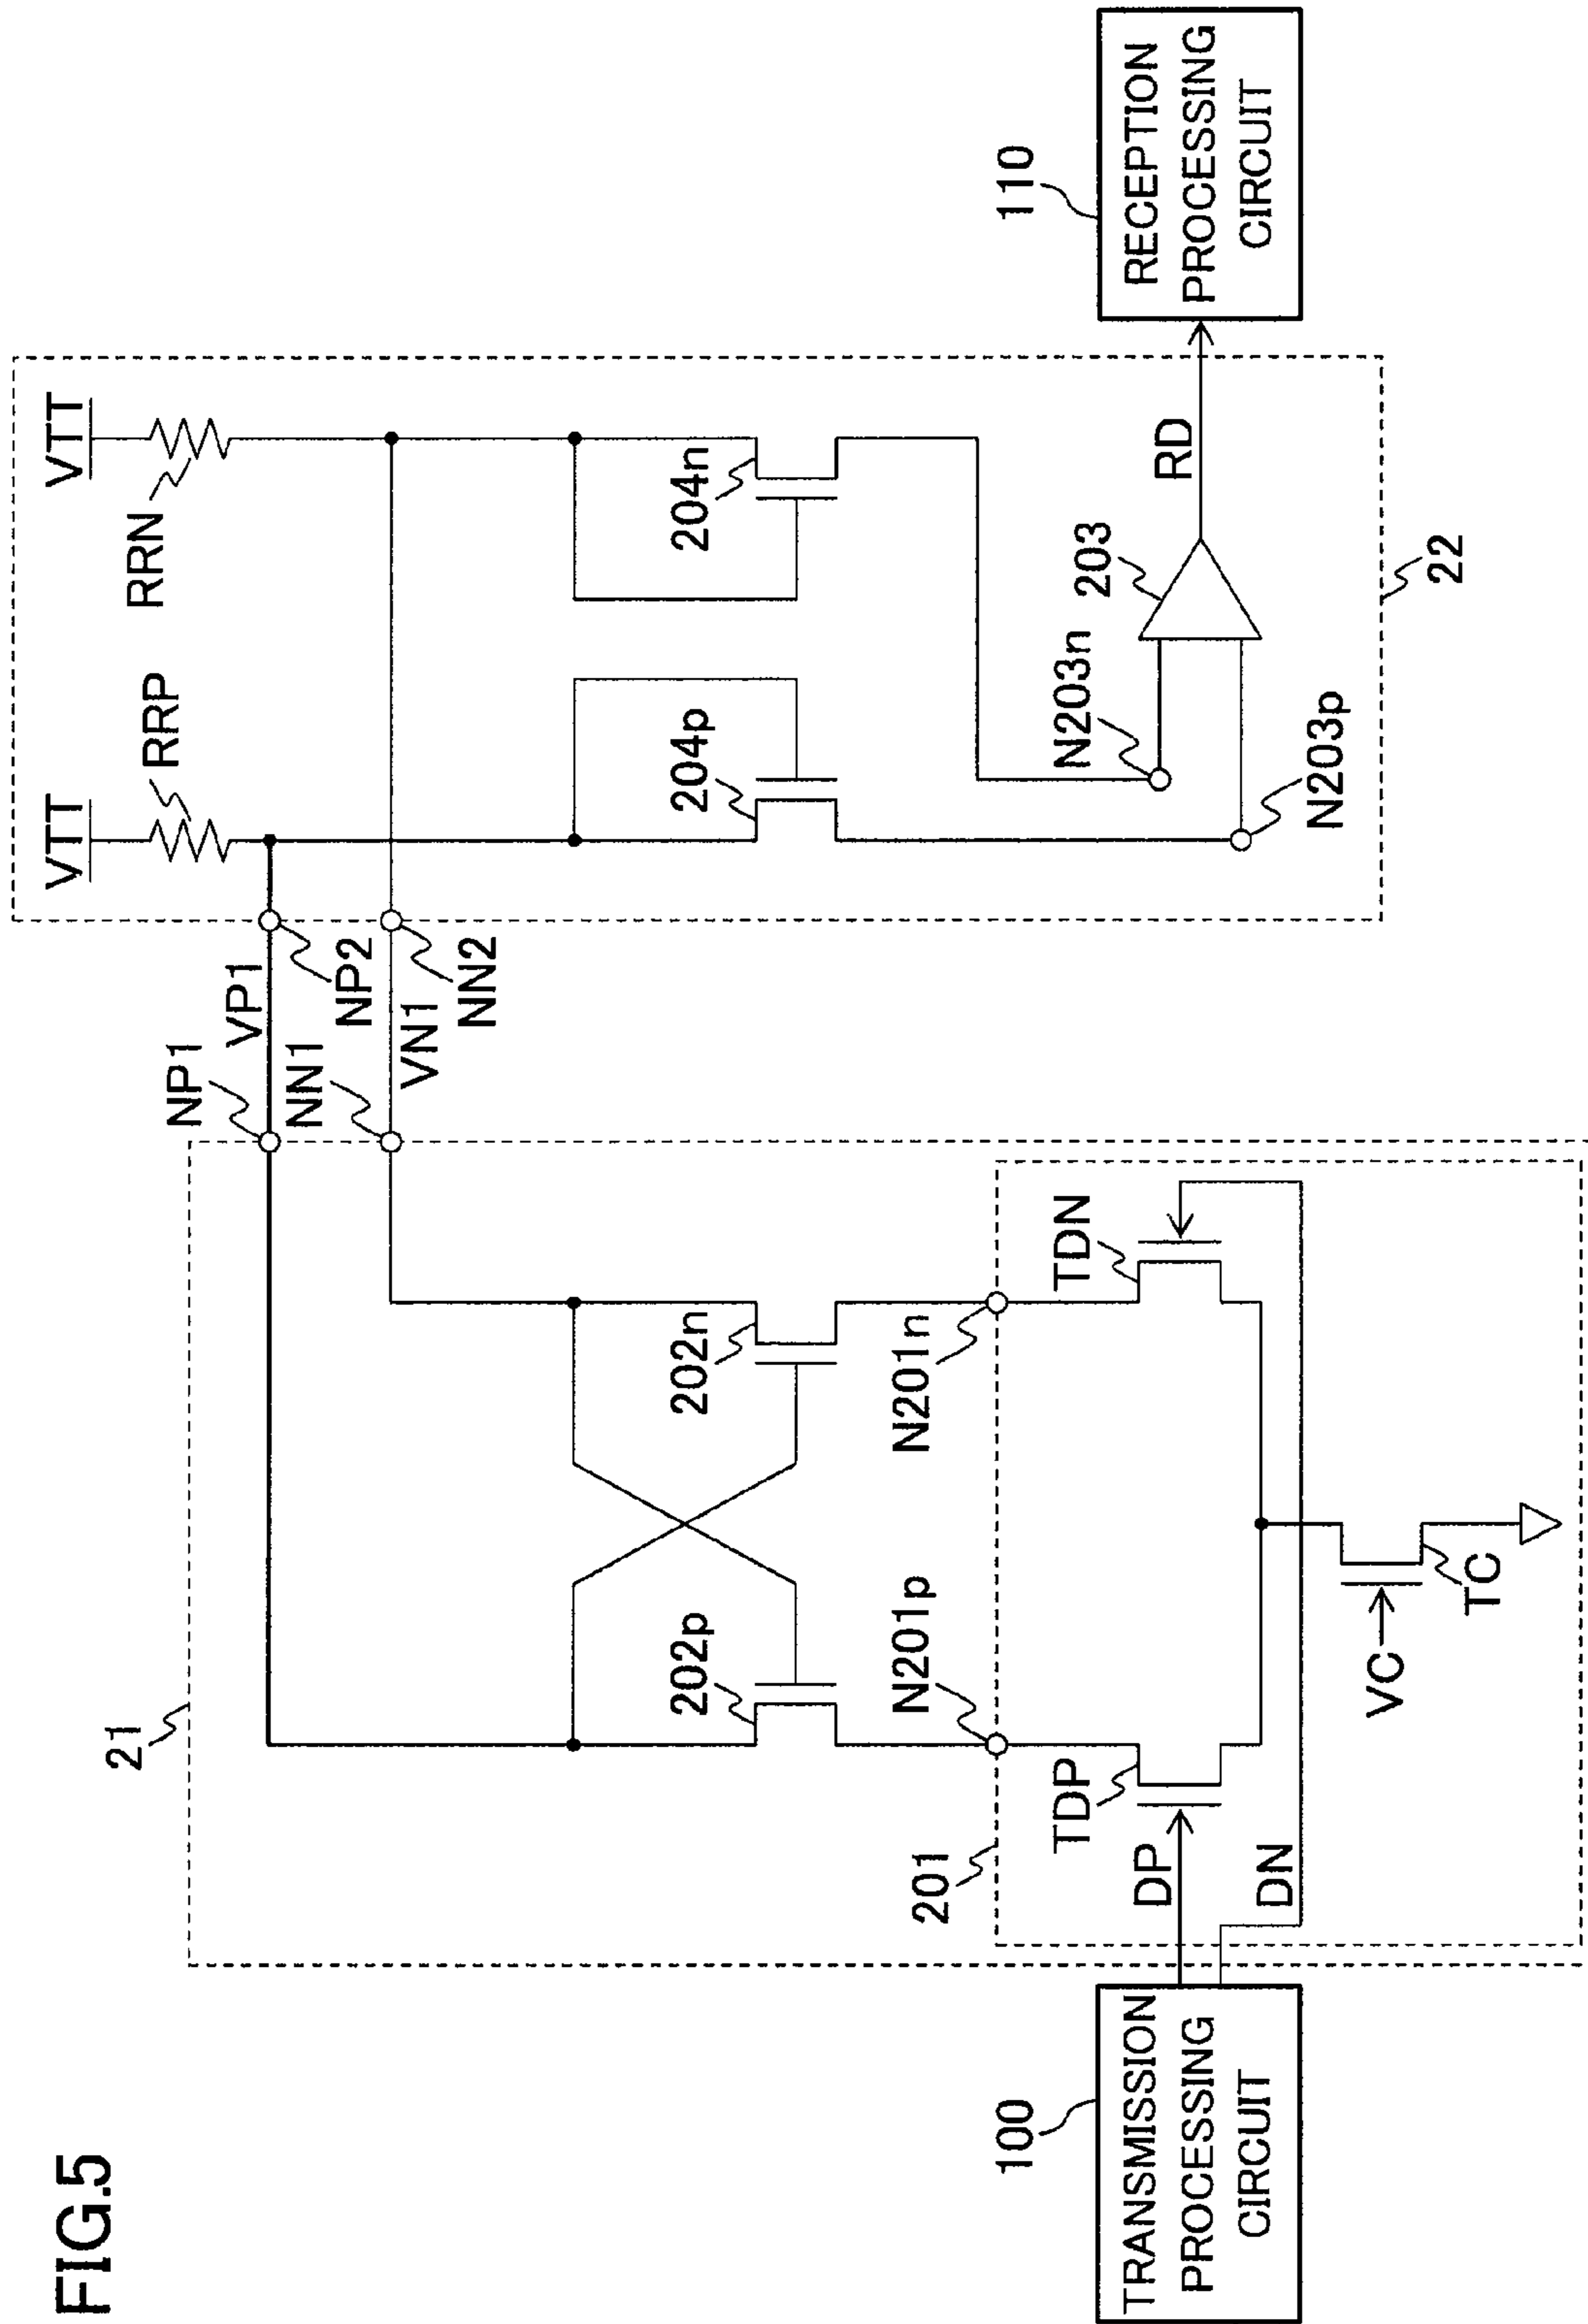 FIG.5
VTT
VTT
RRP
RRN
NP1
VP1
NP2
NN1
VN1
NN2
21
202p
202n
204p
204n
N201p
N201n
201
TDP
TDN
DP
DN
VC
TC
N203n
N203p
203
RD
22
100
TRANSMISSION
PROCESSING
CIRCUIT
110
RECEPTION
PROCESSING
CIRCUIT